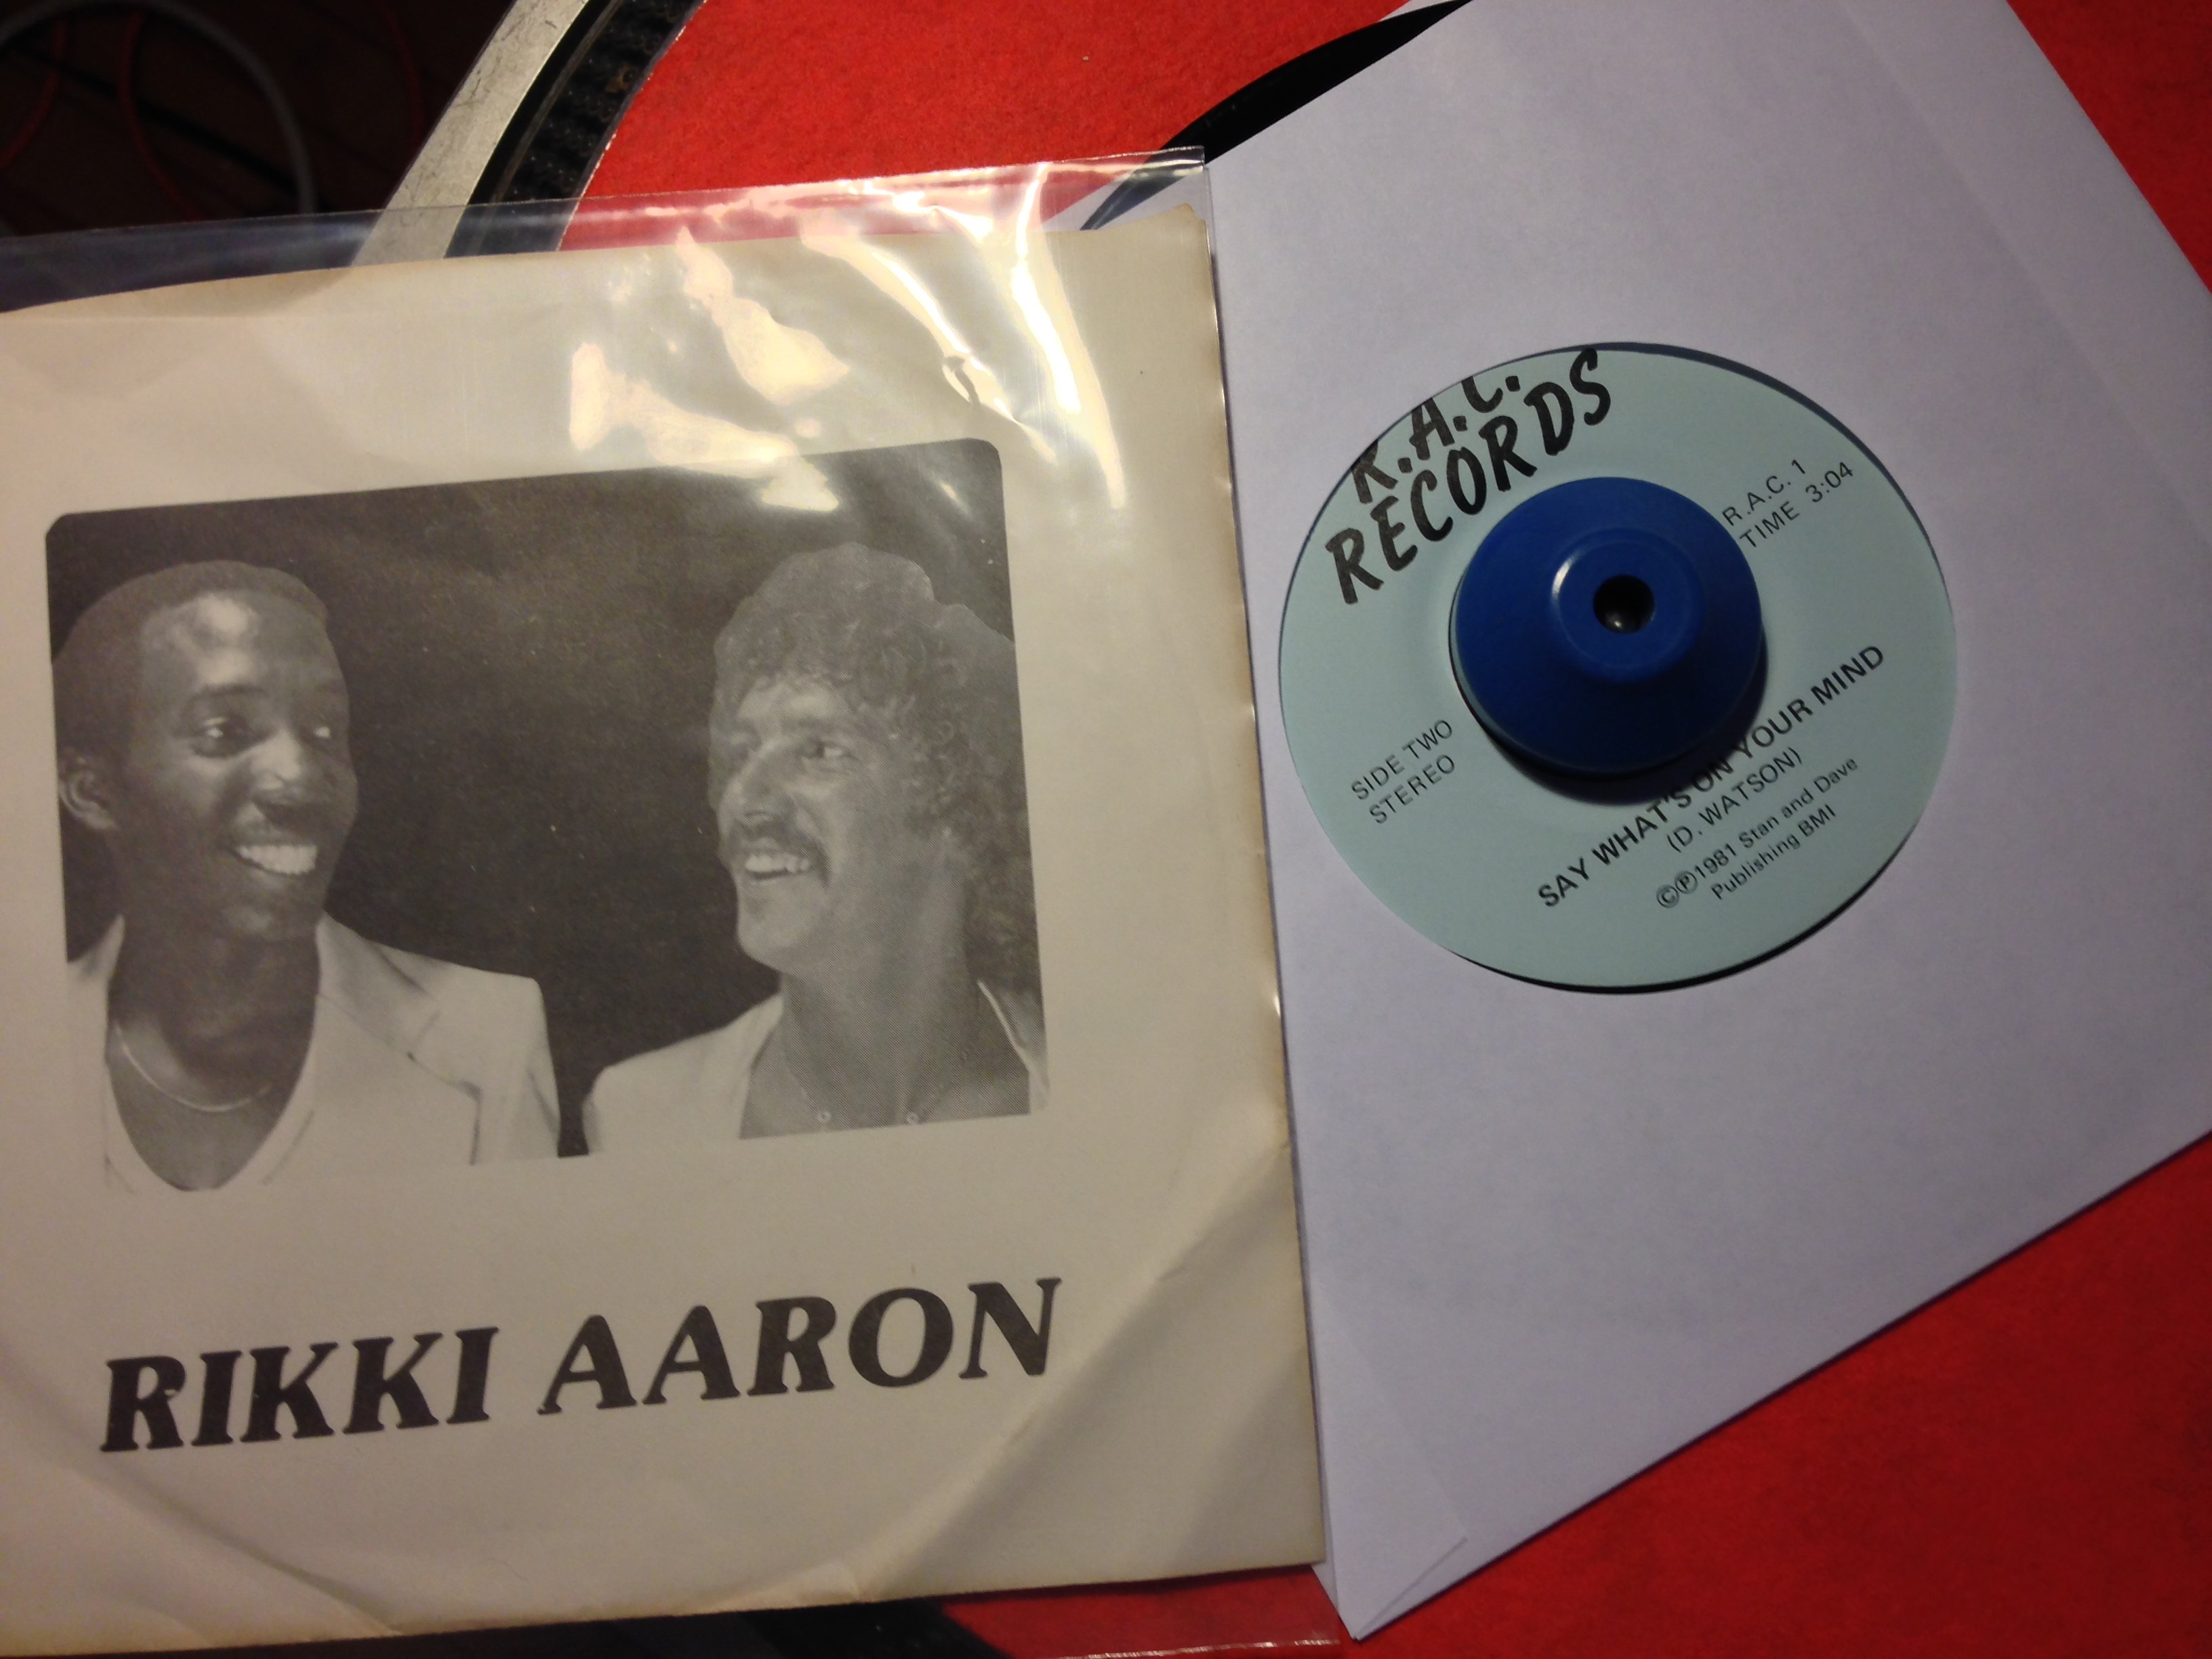 RIKKI AARON
R.A.C.
RECORDS
R.A.C. 1
TIME 3:04
SIDE TWO
STEREO
SAY WHAT'S ON YOUR MIND
(D. WATSON)
©℗1981 Stan and Dave
Publishing BMI